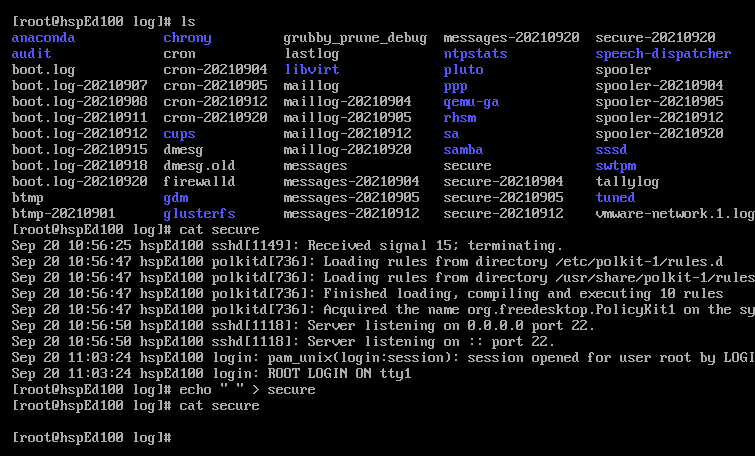 [root@hspEd100 log]# ls
anaconda chrony grubby_prune_debug messages-20210920 secure-20210920
audit cron lastlog ntpstats speech-dispatcher
boot.log cron-20210904 libvirt pluto spooler
boot.log-20210907 cron-20210905 maillog ppp spooler-20210904
boot.log-20210908 cron-20210912 maillog-20210904 qemu-ga spooler-20210905
boot.log-20210911 cron-20210920 maillog-20210905 rhsm spooler-20210912
boot.log-20210912 cups maillog-20210912 sa spooler-20210920
boot.log-20210915 dmesg maillog-20210920 samba sssd
boot.log-20210918 dmesg.old messages secure swtpm
boot.log-20210920 firewalld messages-20210904 secure-20210904 tallylog
btmp gdm messages-20210905 secure-20210905 tuned
btmp-20210901 glusterfs messages-20210912 secure-20210912 vmware-network.1.log
[root@hspEd100 log]# cat secure
Sep 20 10:56:25 hspEd100 sshd[1149]: Received signal 15; terminating.
Sep 20 10:56:47 hspEd100 polkitd[736]: Loading rules from directory /etc/polkit-1/rules.d
Sep 20 10:56:47 hspEd100 polkitd[736]: Loading rules from directory /usr/share/polkit-1/rules
Sep 20 10:56:47 hspEd100 polkitd[736]: Finished loading, compiling and executing 10 rules
Sep 20 10:56:47 hspEd100 polkitd[736]: Acquired the name org.freedesktop.PolicyKit1 on the sy
Sep 20 10:56:50 hspEd100 sshd[1118]: Server listening on 0.0.0.0 port 22.
Sep 20 10:56:50 hspEd100 sshd[1118]: Server listening on :: port 22.
Sep 20 11:03:24 hspEd100 login: pam_unix(login:session): session opened for user root by LOGI
Sep 20 11:03:24 hspEd100 login: ROOT LOGIN ON tty1
[root@hspEd100 log]# echo " " > secure
[root@hspEd100 log]# cat secure
[root@hspEd100 log]#